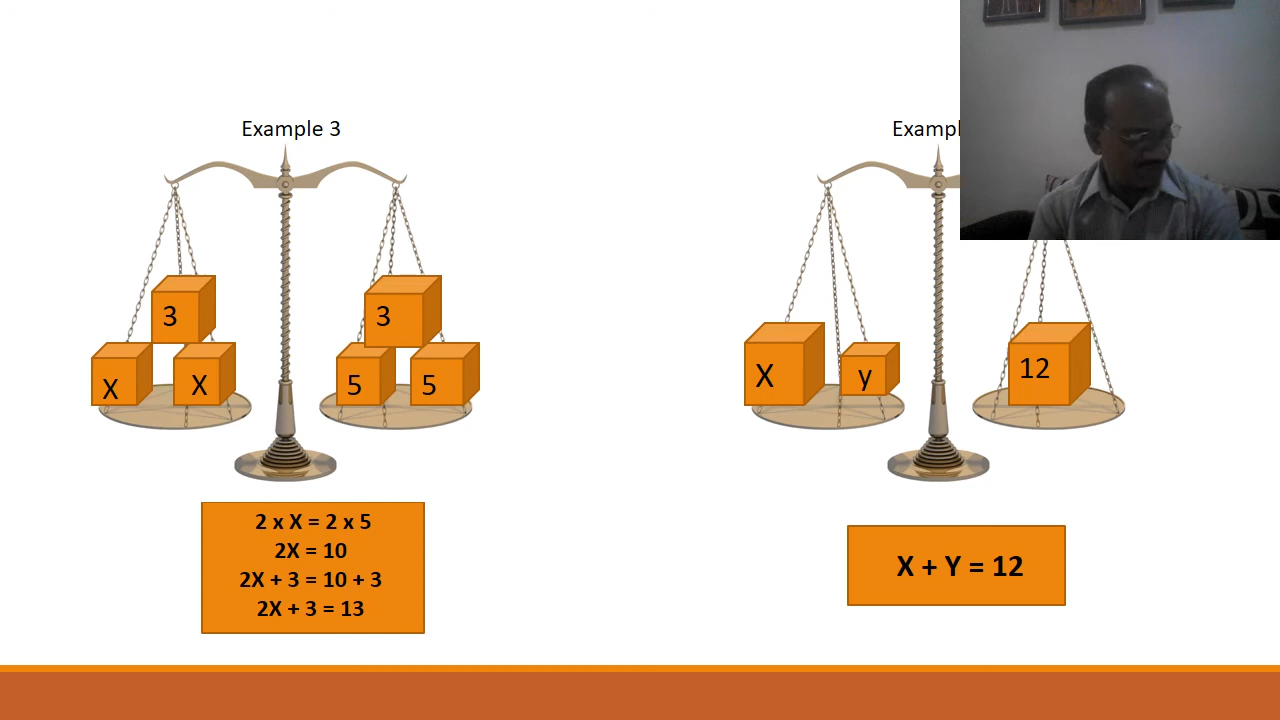 Example 3
3
X
X
3
5
5
2 x X = 2 x 5
2X = 10
2X + 3 = 10 + 3
2X + 3 = 13
X
y
12
X + Y = 12